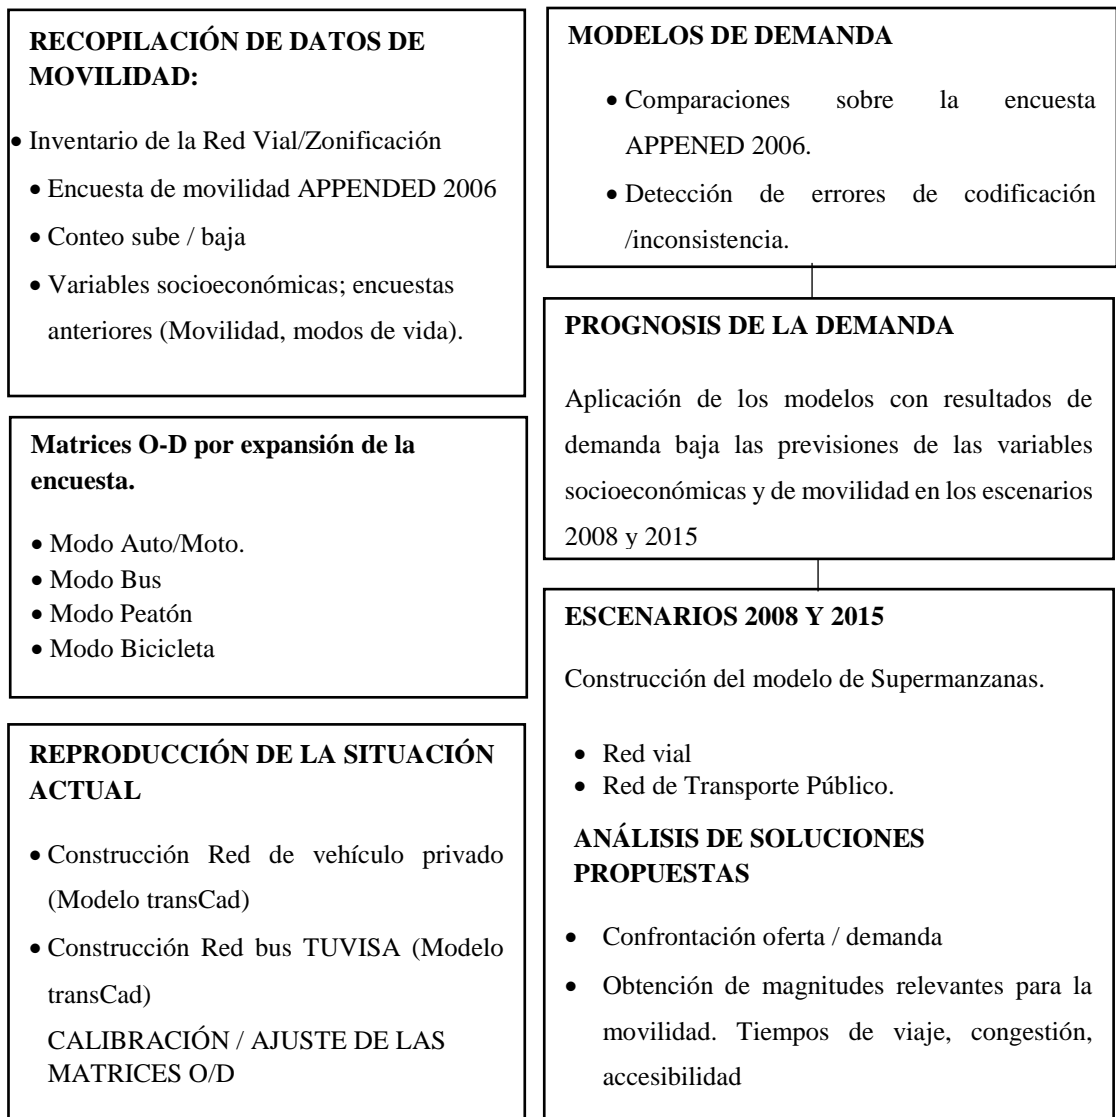 RECOPILACIÓN DE DATOS DE
MOVILIDAD:
• Inventario de la Red Vial/Zonificación
• Encuesta de movilidad APPENDED 2006
• Conteo sube / baja
• Variables socioeconómicas; encuestas
anteriores (Movilidad, modos de vida).
Matrices O-D por expansión de la
encuesta.
• Modo Auto/Moto.
• Modo Bus
• Modo Peatón
• Modo Bicicleta
REPRODUCCIÓN DE LA SITUACIÓN
ACTUAL
• Construcción Red de vehículo privado
(Modelo transCad)
• Construcción Red bus TUVISA (Modelo
transCad)
CALIBRACIÓN / AJUSTE DE LAS
MATRICES O/D
MODELOS DE DEMANDA
• Comparaciones sobre la encuesta
APPENED 2006.
• Detección de errores de codificación
/inconsistencia.
PROGNOSIS DE LA DEMANDA
Aplicación de los modelos con resultados de
demanda baja las previsiones de las variables
socioeconómicas y de movilidad en los escenarios
2008 y 2015
ESCENARIOS 2008 Y 2015
Construcción del modelo de Supermanzanas.
• Red vial
• Red de Transporte Público.
ANÁLISIS DE SOLUCIONES
PROPUESTAS
• Confrontación oferta / demanda
• Obtención de magnitudes relevantes para la
movilidad. Tiempos de viaje, congestión,
accesibilidad